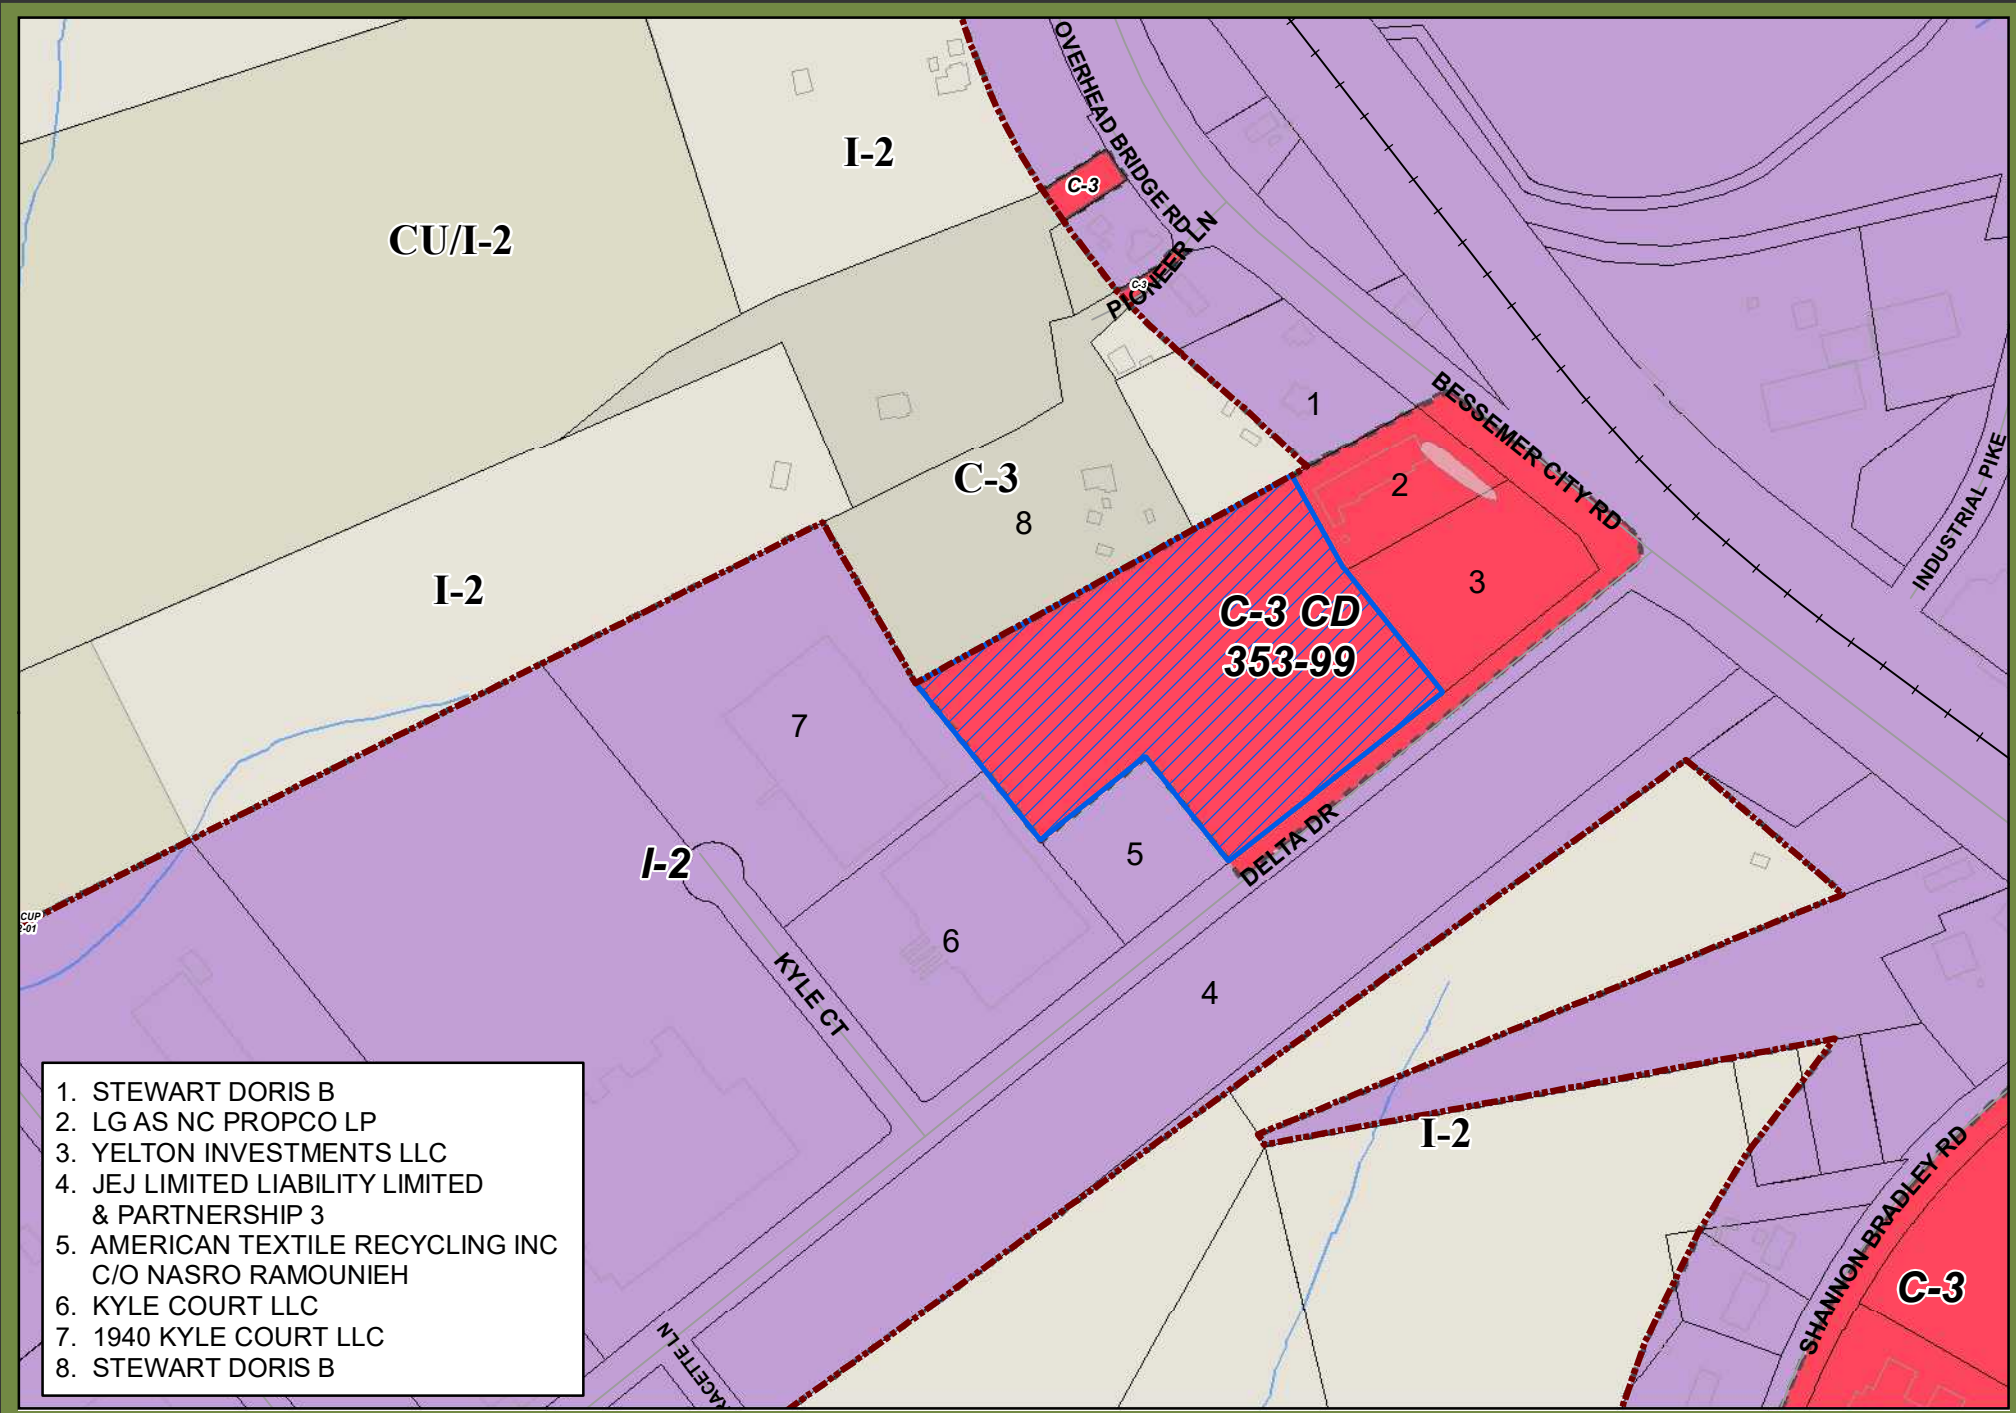 OVERHEAD BRIDGE RD
I-2
C-3
CU/I-2
PIONEER LN
C-3
BESSEMER CITY RD
1
INDUSTRIAL PIKE
C-3
2
8
3
I-2
C-3 CD
353-99
7
DELTA DR
5
I-2
CUP
6
KYLE CT
4
I-2
SHANNON BRADLEY RD
C-3
1. STEWART DORIS B
2. LG AS NC PROPCO LP
3. YELTON INVESTMENTS LLC
4. JEJ LIMITED LIABILITY LIMITED
& PARTNERSHIP 3
5. AMERICAN TEXTILE RECYCLING INC
C/O NASRO RAMOUNIEH
6. KYLE COURT LLC
7. 1940 KYLE COURT LLC
8. STEWART DORIS B